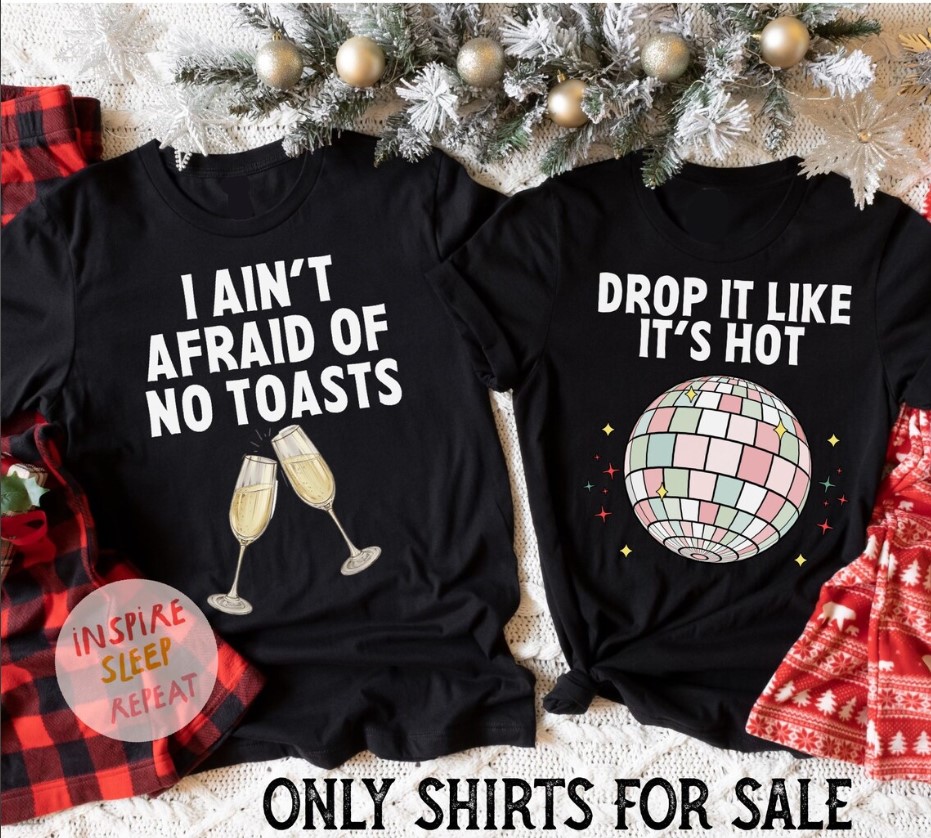 I AIN'T
AFRAID OF
NO TOASTS
DROP IT LIKE
IT'S HOT
INSPIRE
SLEEP
REPEAT
ONLY SHIRTS FOR SALE